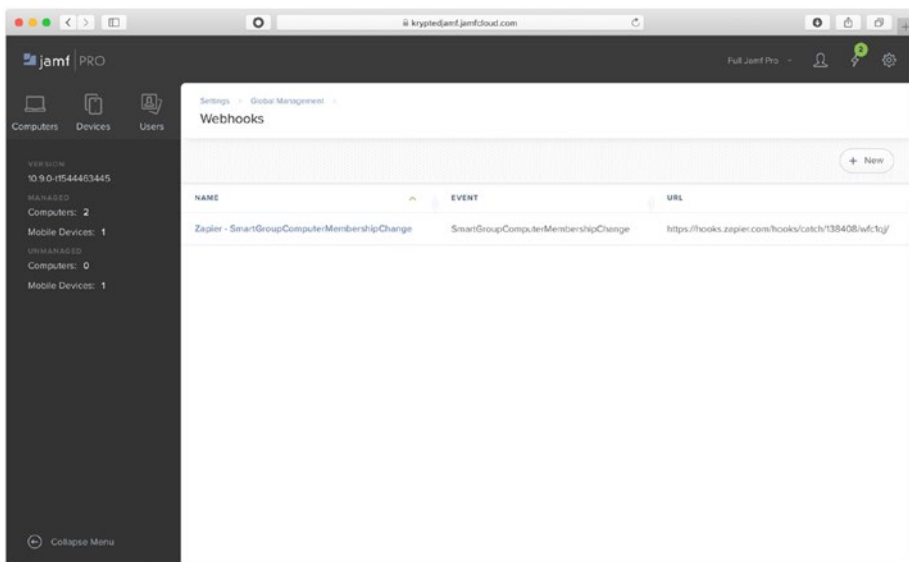 kryptedjamf.jamfcloud.com
jamf PRO
Full Jamf Pro
2
Computers Devices Users
Settings > Global Management >
Webhooks
VERSION
10.9.0-t1544463445
MANAGED
Computers: 2
Mobile Devices: 1
UNMANAGED
Computers: 0
Mobile Devices: 1
+ New
NAME EVENT URL
Zapier - SmartGroupComputerMembershipChange SmartGroupComputerMembershipChange https://hooks.zapier.com/hooks/catch/138408/wfc1qj/
Collapse Menu